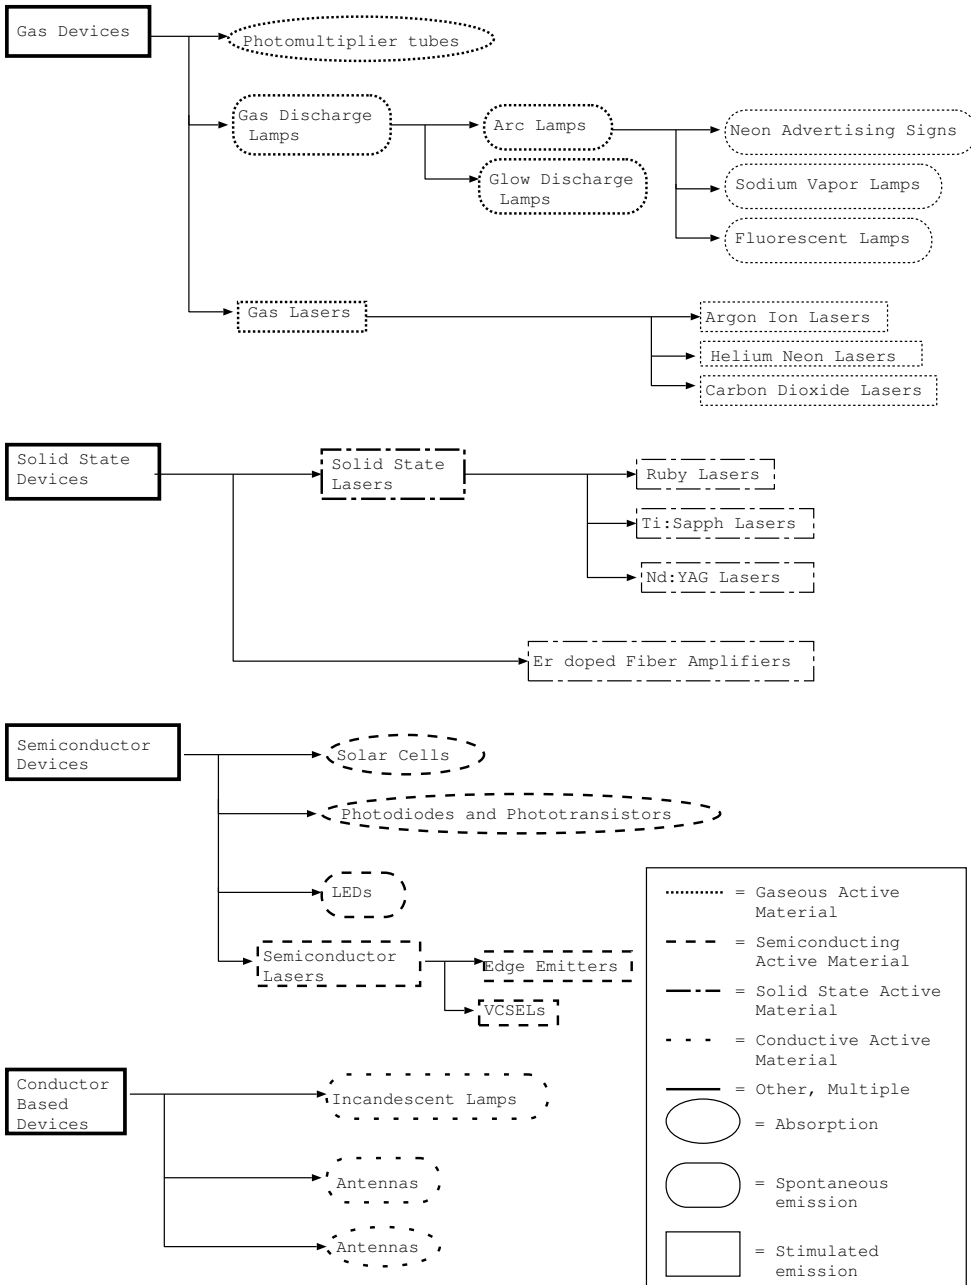 Gas Devices
Photomultiplier tubes
Gas Discharge
Lamps
Arc Lamps
Glow Discharge
Lamps
Neon Advertising Signs
Sodium Vapor Lamps
Fluorescent Lamps
Gas Lasers
Argon Ion Lasers
Helium Neon Lasers
Carbon Dioxide Lasers
Solid State
Devices
Solid State
Lasers
Ruby Lasers
Ti:Sapph Lasers
Nd:YAG Lasers
Er doped Fiber Amplifiers
Semiconductor
Devices
Solar Cells
Photodiodes and Phototransistors
LEDs
Semiconductor
Lasers
Edge Emitters
VCSELs
Conductor
Based
Devices
Incandescent Lamps
Antennas
Antennas
= Gaseous Active
Material
= Semiconducting
Active Material
= Solid State Active
Material
= Conductive Active
Material
= Other, Multiple
= Absorption
= Spontaneous
emission
= Stimulated
emission